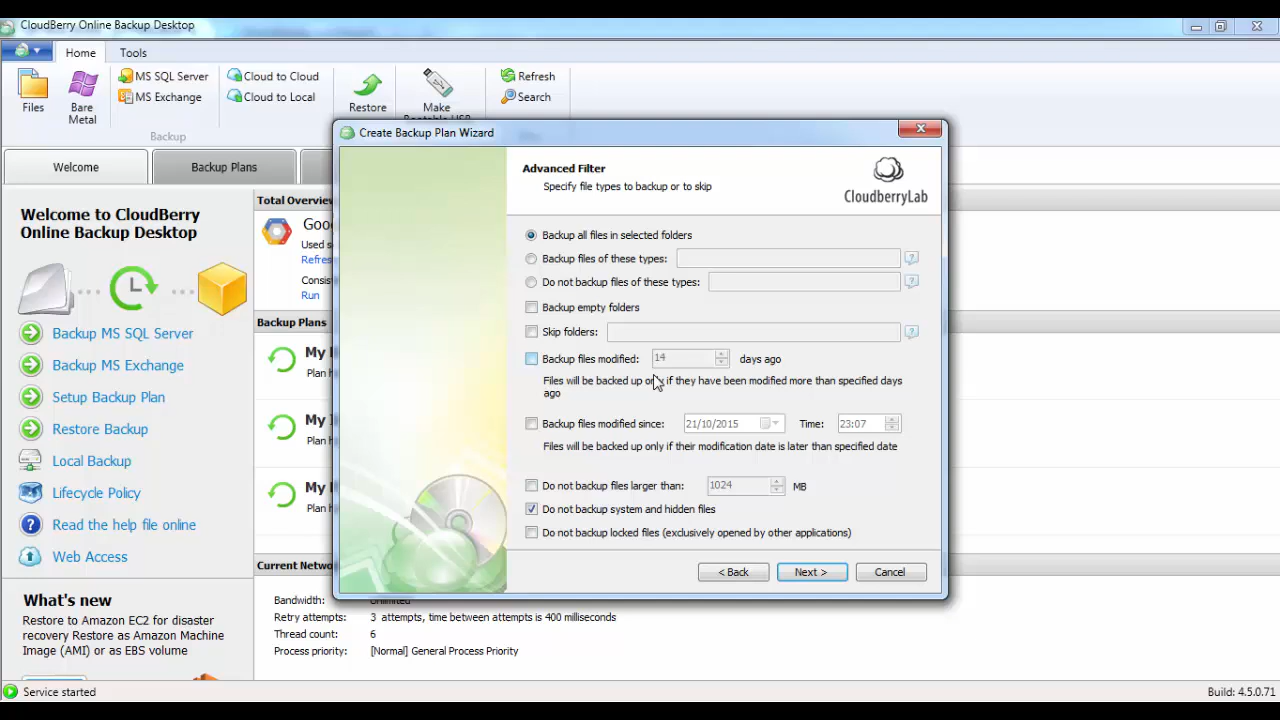 CloudBerry Online Backup Desktop
Home Tools
MS SQL Server Cloud to Cloud Refresh
MS Exchange Cloud to Local Search
Files Bare Metal Restore Make
Backup
Create Backup Plan Wizard
Welcome Backup Plans
Advanced Filter
Specify file types to backup or to skip
CloudberryLab
Welcome to CloudBerry
Online Backup Desktop
Total Overview
Used
Refre
Consis
Run
Backup all files in selected folders
Backup files of these types:
Do not backup files of these types:
Backup empty folders
Skip folders:
Backup files modified: 14 days ago
Files will be backed up only if they have been modified more than specified days
ago
Backup files modified since: 21/10/2015 Time: 23:07
Files will be backed up only if their modification date is later than specified date
Do not backup files larger than: 1024 MB
Do not backup system and hidden files
Do not backup locked files (exclusively opened by other applications)
< Back Next > Cancel
Backup Plans
My
Plan h
My
Plan h
My
Plan h
Backup MS SQL Server
Backup MS Exchange
Setup Backup Plan
Restore Backup
Local Backup
Lifecycle Policy
Read the help file online
Web Access
What's new
Restore to Amazon EC2 for disaster
recovery Restore as Amazon Machine
Image (AMI) or as EBS volume
Current Netwo
Bandwidth: Unlimited
Retry attempts: 3 attempts, time between attempts is 400 milliseconds
Thread count: 6
Process priority: [Normal] General Process Priority
Service started
Build: 4.5.0.71